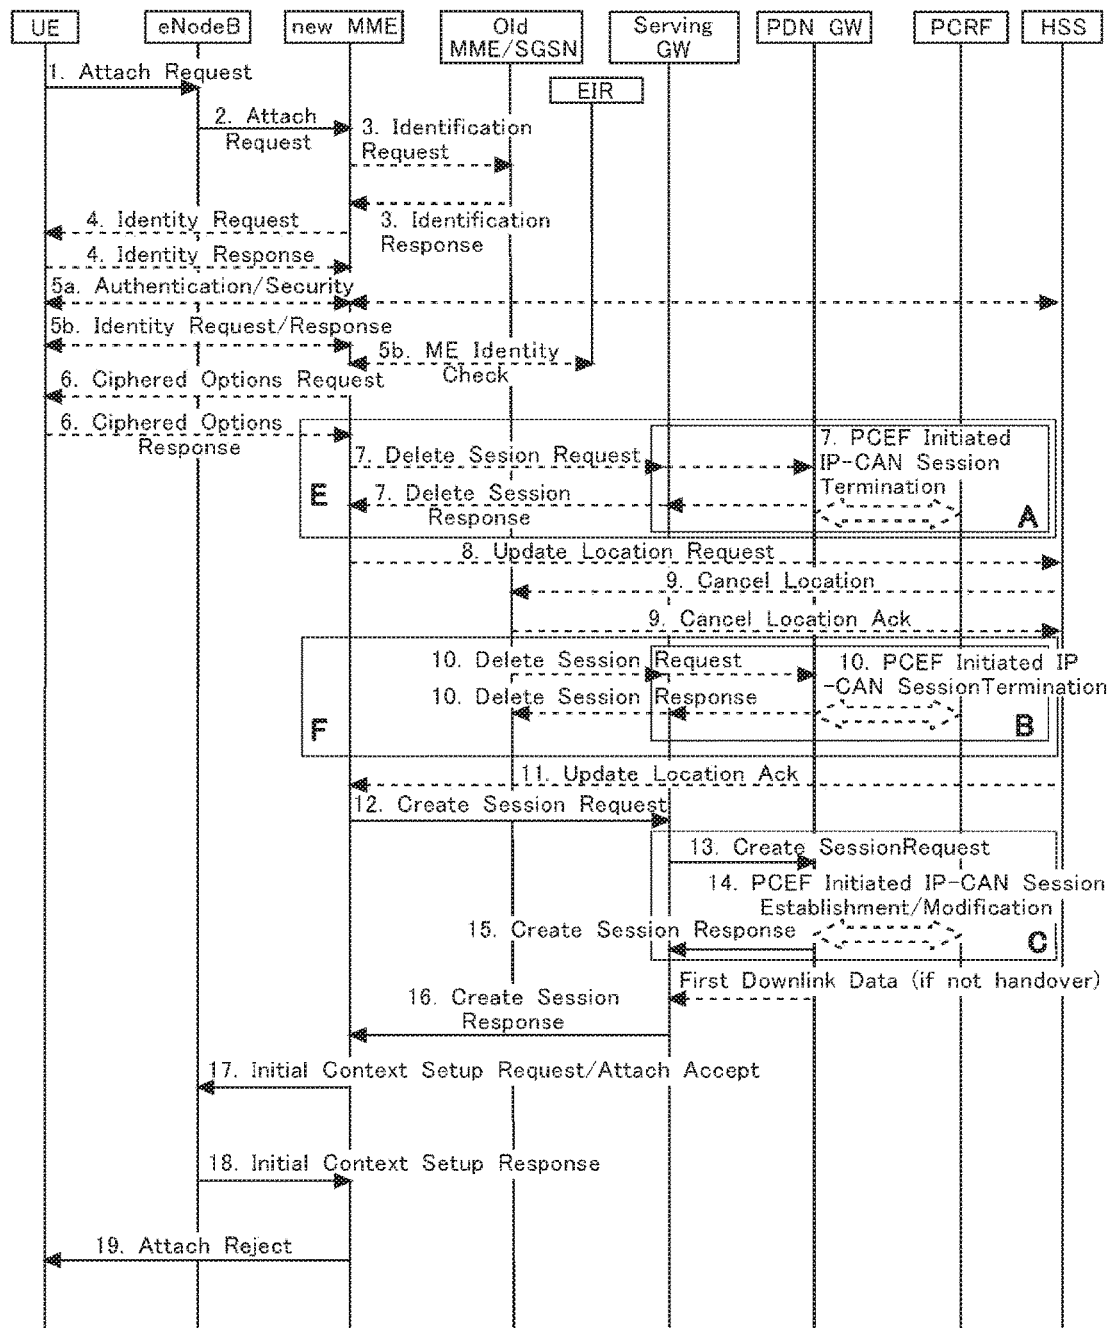 UE
eNodeB
new MME
Old
MME/SGSN
Serving
GW
PDN GW
PCRF
HSS
EIR
1. Attach Request
2. Attach
Request
3. Identification
Request
3. Identification
Response
4. Identity Request
4. Identity Response
5a. Authentication/Security
5b. Identity Request/Response
5b. ME Identity
Check
6. Ciphered Options Request
6. Ciphered Options
Response
7. Delete Sesion Request
7. PCEF Initiated
IP-CAN Session
Termination
7. Delete Session
Response
E
A
8. Update Location Request
9. Cancel Location
9. Cancel Location Ack
10. Delete Session Request
10. PCEF Initiated IP
-CAN SessionTermination
10. Delete Session Response
F
B
11. Update Location Ack
12. Create Session Request
13. Create SessionRequest
14. PCEF Initiated IP-CAN Session
Establishment/Modification
15. Create Session Response
C
First Downlink Data (if not handover)
16. Create Session
Response
17. Initial Context Setup Request/Attach Accept
18. Initial Context Setup Response
19. Attach Reject